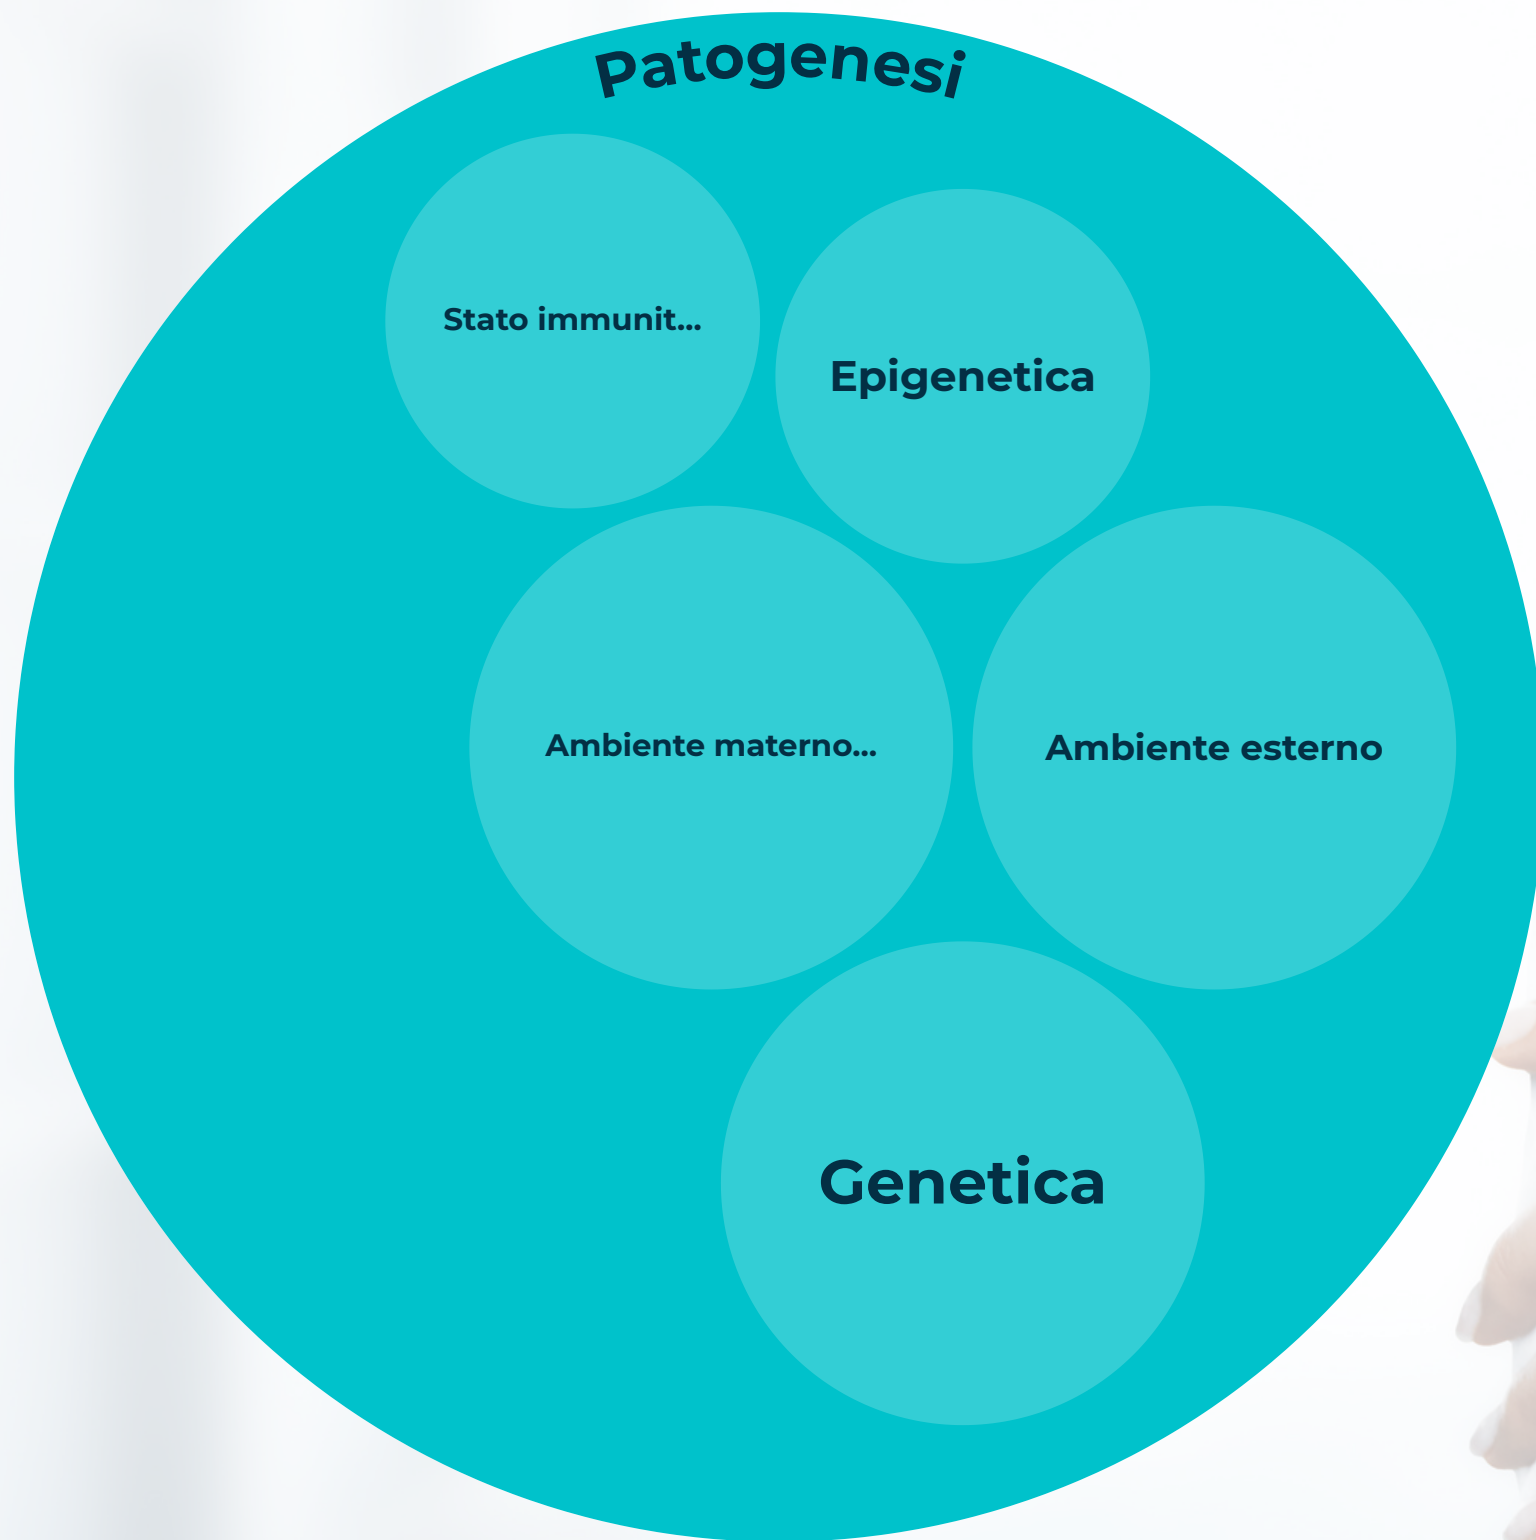 Patogenesi
Stato immunit...
Epigenetica
Ambiente materno...
Ambiente esterno
Genetica